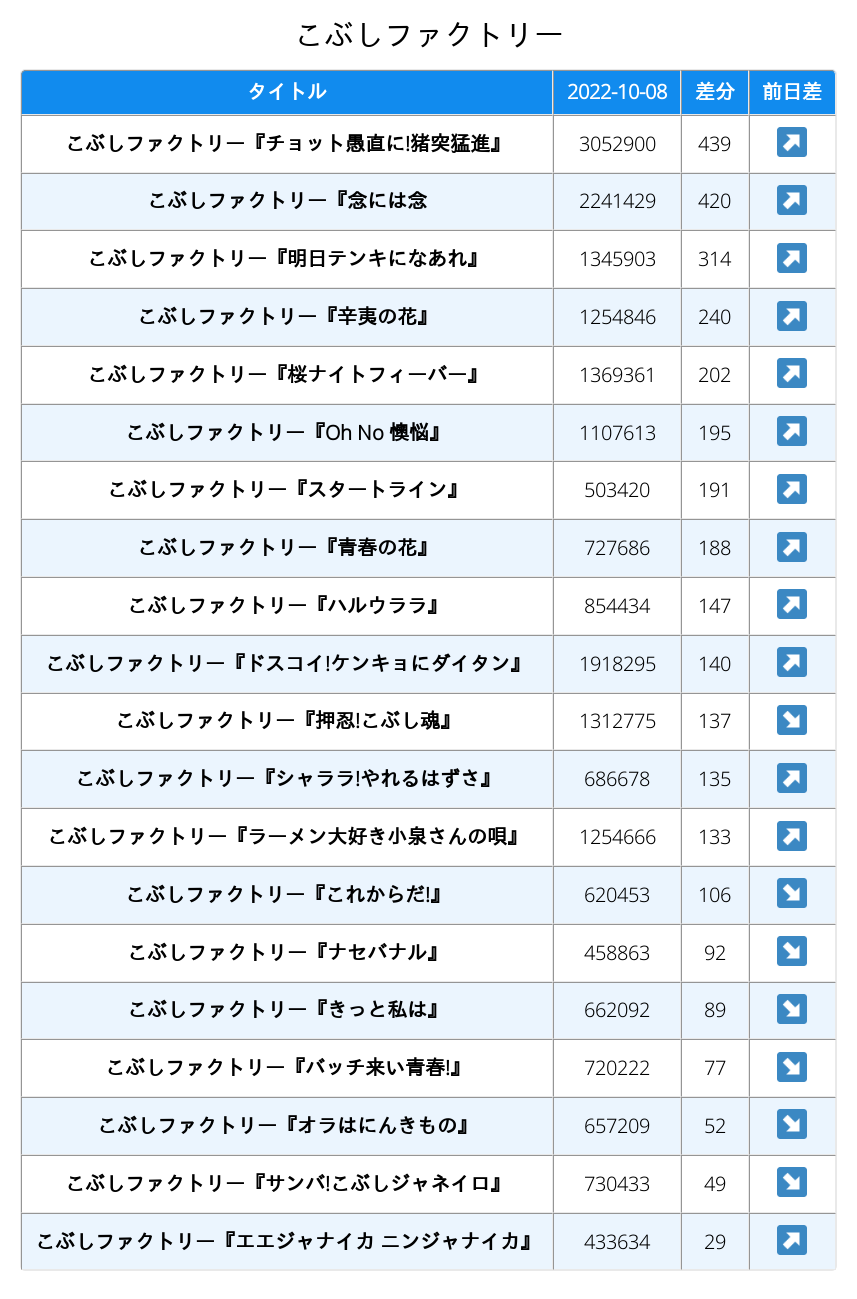 こぶしファクトリー
タイトル 2022-10-08 差分 前日差
こぶしファクトリー『チョット愚直に!猪突猛進』 3052900 439
こぶしファクトリー『念には念 2241429 420
こぶしファクトリー『明日テンキになあれ』 1345903 314
こぶしファクトリー『辛夷の花』 1254846 240
こぶしファクトリー『桜ナイトフィーバー』 1369361 202
こぶしファクトリー『Oh No 懊悩』 1107613 195
こぶしファクトリー『スタートライン』 503420 191
こぶしファクトリー『青春の花』 727686 188
こぶしファクトリー『ハルウララ』 854434 147
こぶしファクトリー『ドスコイ!ケンキョにダイタン』 1918295 140
こぶしファクトリー『押忍!こぶし魂』 1312775 137
こぶしファクトリー『シャララ!やれるはずさ』 686678 135
こぶしファクトリー『ラーメン大好き小泉さんの唄』 1254666 133
こぶしファクトリー『これからだ!』 620453 106
こぶしファクトリー『ナセバナル』 458863 92
こぶしファクトリー『きっと私は』 662092 89
こぶしファクトリー『バッチ来い青春!』 720222 77
こぶしファクトリー『オラはにんきもの』 657209 52
こぶしファクトリー『サンバ!こぶしジャネイロ』 730433 49
こぶしファクトリー『エエジャナイカ ニンジャナイカ』 433634 29